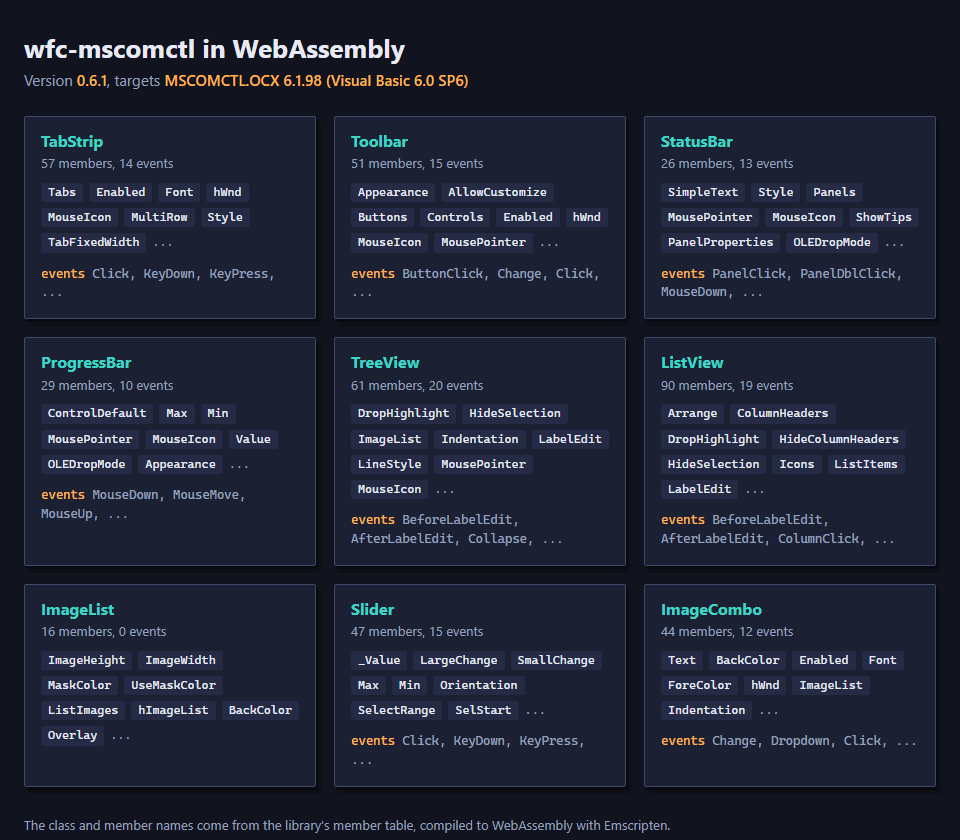 wfc-mscomctl in WebAssembly
Version 0.6.1, targets MSCOMCTL.OCX 6.1.98 (Visual Basic 6.0 SP6)
TabStrip
57 members, 14 events
Tabs Enabled Font hWnd
MouseIcon MultiRow Style
TabFixedWidth ...
events Click, KeyDown, KeyPress,
...
Toolbar
51 members, 15 events
Appearance AllowCustomize
Buttons Controls Enabled hWnd
MouseIcon MousePointer ...
events ButtonClick, Change, Click,
...
StatusBar
26 members, 13 events
SimpleText Style Panels
MousePointer MouseIcon ShowTips
PanelProperties OLEDropMode ...
events PanelClick, PanelDblClick,
MouseDown, ...
ProgressBar
29 members, 10 events
ControlDefault Max Min
MousePointer MouseIcon Value
OLEDropMode Appearance ...
events MouseDown, MouseMove,
MouseUp, ...
TreeView
61 members, 20 events
DropHighlight HideSelection
ImageList Indentation LabelEdit
LineStyle MousePointer
MouseIcon ...
events BeforeLabelEdit,
AfterLabelEdit, Collapse, ...
ListView
90 members, 19 events
Arrange ColumnHeaders
DropHighlight HideColumnHeaders
HideSelection Icons ListItems
LabelEdit ...
events BeforeLabelEdit,
AfterLabelEdit, ColumnClick, ...
ImageList
16 members, 0 events
ImageHeight ImageWidth
MaskColor UseMaskColor
ListImages hImageList BackColor
Overlay ...
Slider
47 members, 15 events
_Value LargeChange SmallChange
Max Min Orientation
SelectRange SelStart ...
events Click, KeyDown, KeyPress,
...
ImageCombo
44 members, 12 events
Text BackColor Enabled Font
ForeColor hWnd ImageList
Indentation ...
events Change, Dropdown, Click, ...
The class and member names come from the library's member table, compiled to WebAssembly with Emscripten.